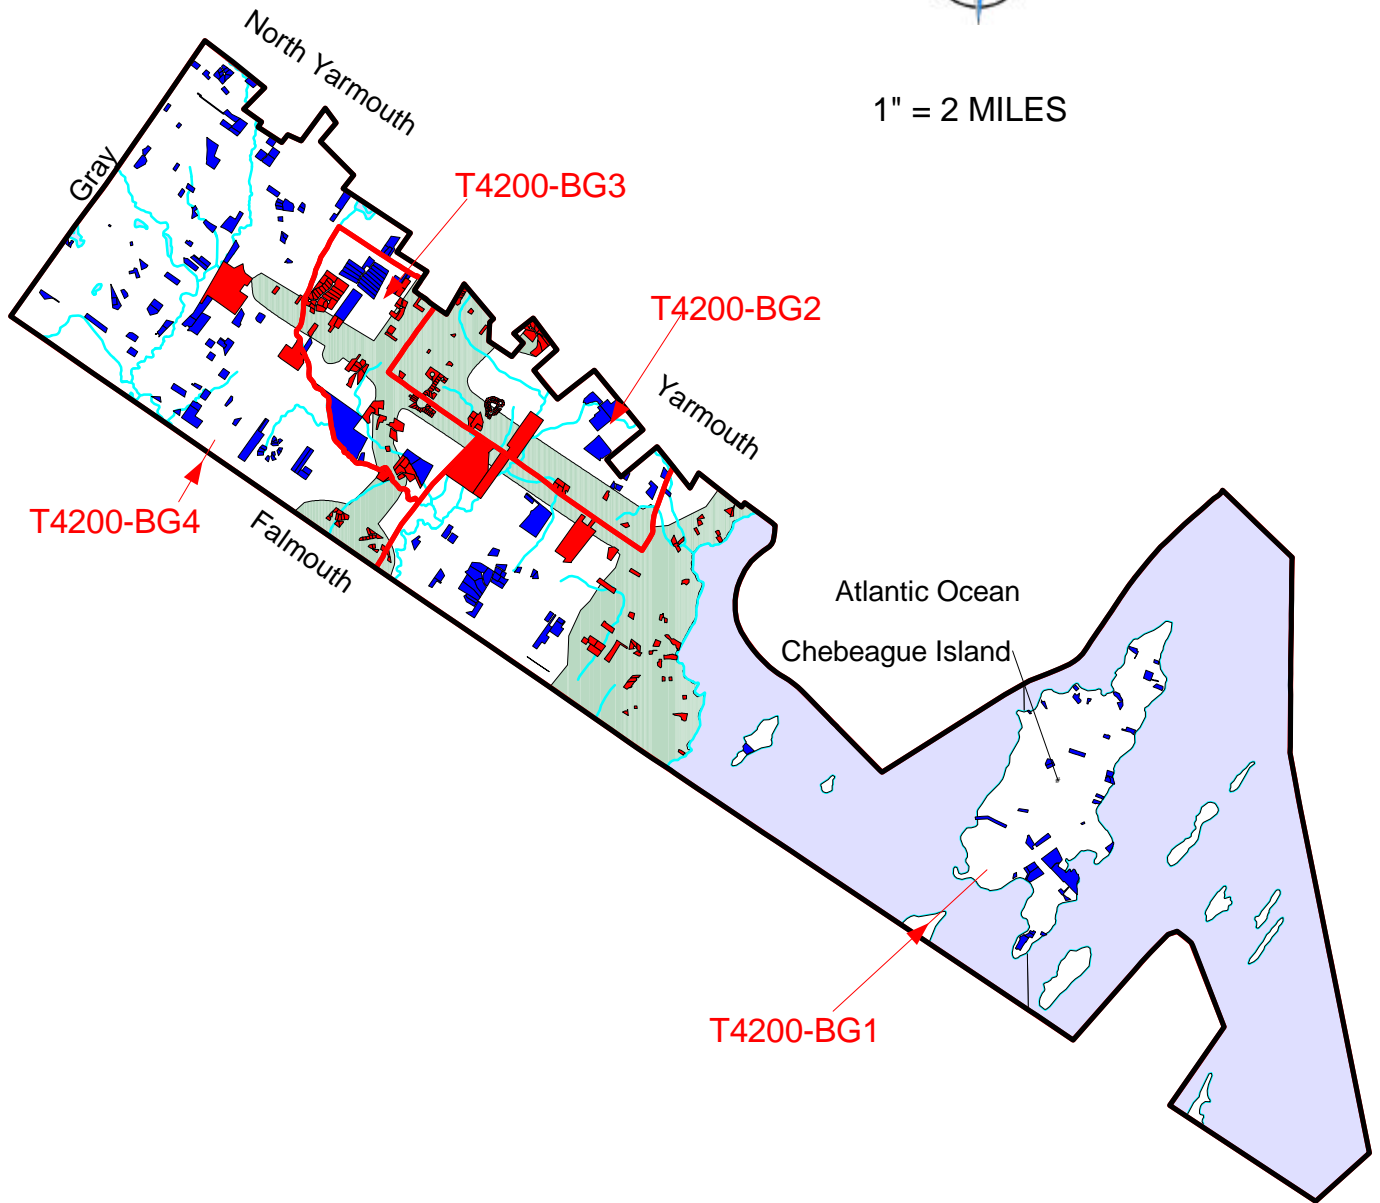 North Yarmouth
1" = 2 MILES
Gray
T4200-BG3
T4200-BG2
Yarmouth
T4200-BG4
Falmouth
Atlantic Ocean
Chebeague Island
T4200-BG1